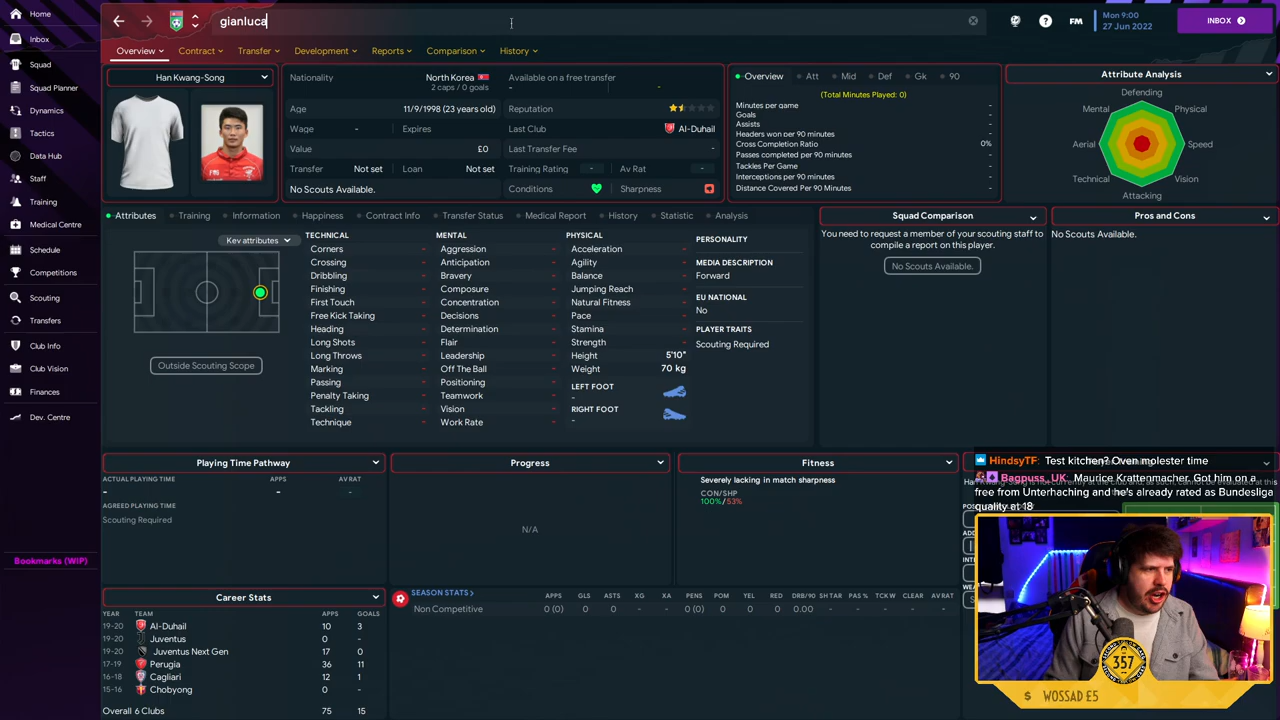 Home
gianluca
FM
Mon 9:00
27 Jun 2022
INBOX
Inbox
Squad
Squad Planner
Dynamics
Tactics
Data Hub
Staff
Training
Medical Centre
Schedule
Competitions
Scouting
Transfers
Club Info
Club Vision
Finances
Dev. Centre
Bookmarks (WIP)
Overview
Contract
Transfer
Development
Reports
Comparison
History
Han Kwang-Song
Nationality
North Korea
2 caps / 0 goals
Age
11/9/1998 (23 years old)
Wage
-
Expires
Value
£0
Transfer
Not set
Loan
Not set
No Scouts Available.
Available on a free transfer
-
-
Reputation
Last Club
Al-Duhail
Last Transfer Fee
-
Training Rating
-
Av Rat
-
Conditions
Sharpness
Overview
Att
Mid
Def
Gk
90
(Total Minutes Played: 0)
Minutes per game
-
Goals
-
Assists
-
Headers won per 90 minutes
-
Cross Completion Ratio
0%
Passes completed per 90 minutes
-
Tackles Per Game
-
Interceptions per 90 minutes
-
Distance Covered Per 90 Minutes
-
Attribute Analysis
Defending
Mental
Physical
Aerial
Speed
Technical
Vision
Attacking
Attributes
Training
Information
Happiness
Contract Info
Transfer Status
Medical Report
History
Statistic
Analysis
Key attributes
Outside Scouting Scope
TECHNICAL
Corners
-
Crossing
-
Dribbling
-
Finishing
-
First Touch
-
Free Kick Taking
-
Heading
-
Long Shots
-
Long Throws
-
Marking
-
Passing
-
Penalty Taking
-
Tackling
-
Technique
-
MENTAL
Aggression
-
Anticipation
-
Bravery
-
Composure
-
Concentration
-
Decisions
-
Determination
-
Flair
-
Leadership
-
Off The Ball
-
Positioning
-
Teamwork
-
Vision
-
Work Rate
-
PHYSICAL
Acceleration
-
Agility
-
Balance
-
Jumping Reach
-
Natural Fitness
-
Pace
-
Stamina
-
Strength
-
Height
5'10"
Weight
70 kg
LEFT FOOT
-
RIGHT FOOT
-
PERSONALITY
MEDIA DESCRIPTION
Forward
EU NATIONAL
No
PLAYER TRAITS
Scouting Required
Squad Comparison
You need to request a member of your scouting staff to
compile a report on this player.
No Scouts Available.
Pros and Cons
No Scouts Available.
Playing Time Pathway
ACTUAL PLAYING TIME
APPS
AV RAT
-
-
-
AGREED PLAYING TIME
Scouting Required
Progress
N/A
Fitness
Severely lacking in match sharpness
CON/SHP
100%/53%
HindsyTF: Test kitchen? Oven molester time
Bagpuss_UK: Maurice Krattenmacher. Got him on a
free from Unterhaching and he's already rated as Bundesliga
quality at 18
Career Stats
YEAR
TEAM
APPS
GOALS
19-20
Al-Duhail
10
3
19-20
Juventus
0
-
19-20
Juventus Next Gen
17
0
17-19
Perugia
36
11
16-18
Cagliari
12
1
15-16
Chobyong
-
-
Overall 6 Clubs
75
15
SEASON STATS
APPS
GLS
ASTS
XG
XA
PENS
POM
YEL
RED
DRB/90
SH TAR
PAS %
TCK W
CLEAR
AV RAT
Non Competitive
0 (0)
0
0
-
-
0 (0)
0
0
0
0.00
-
-
-
-
-
357
$ WOSSAD £5